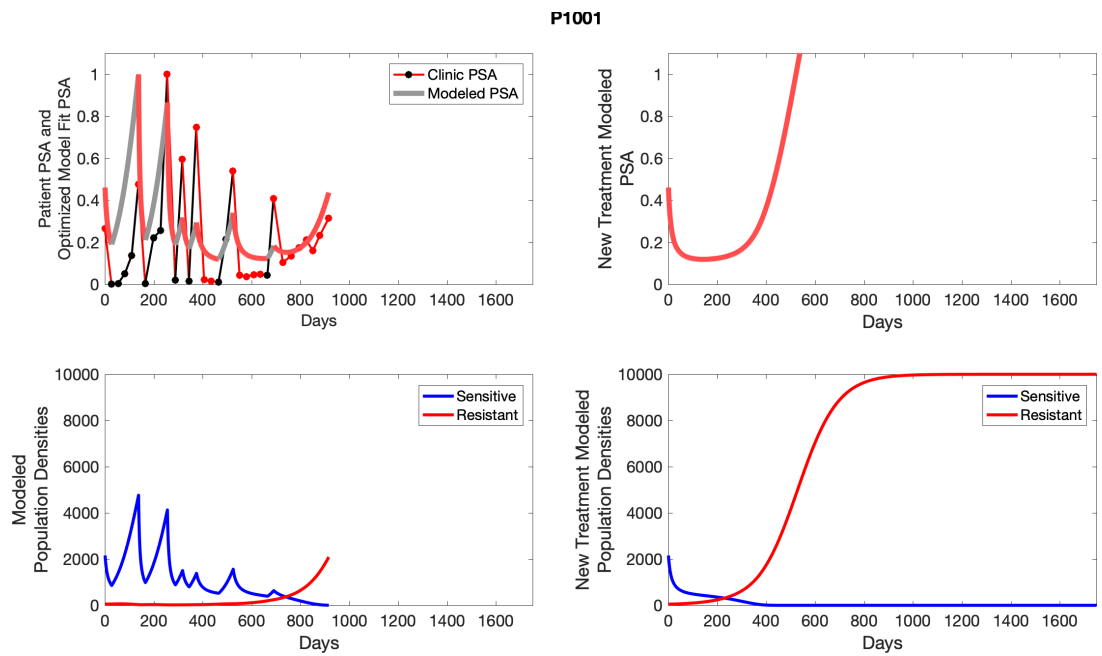 P1001
Patient PSA and
Optimized Model Fit PSA
1
0.8
0.6
0.4
0.2
0
Clinic PSA
Modeled PSA
0 200 400 600 800 1000 1200 1400 1600
Days
New Treatment Modeled
PSA
1
0.8
0.6
0.4
0.2
0
0 200 400 600 800 1000 1200 1400 1600
Days
Modeled
Population Densities
10000
8000
6000
4000
2000
0
Sensitive
Resistant
0 200 400 600 800 1000 1200 1400 1600
Days
New Treatment Modeled
Population Densities
10000
8000
6000
4000
2000
0
Sensitive
Resistant
0 200 400 600 800 1000 1200 1400 1600
Days